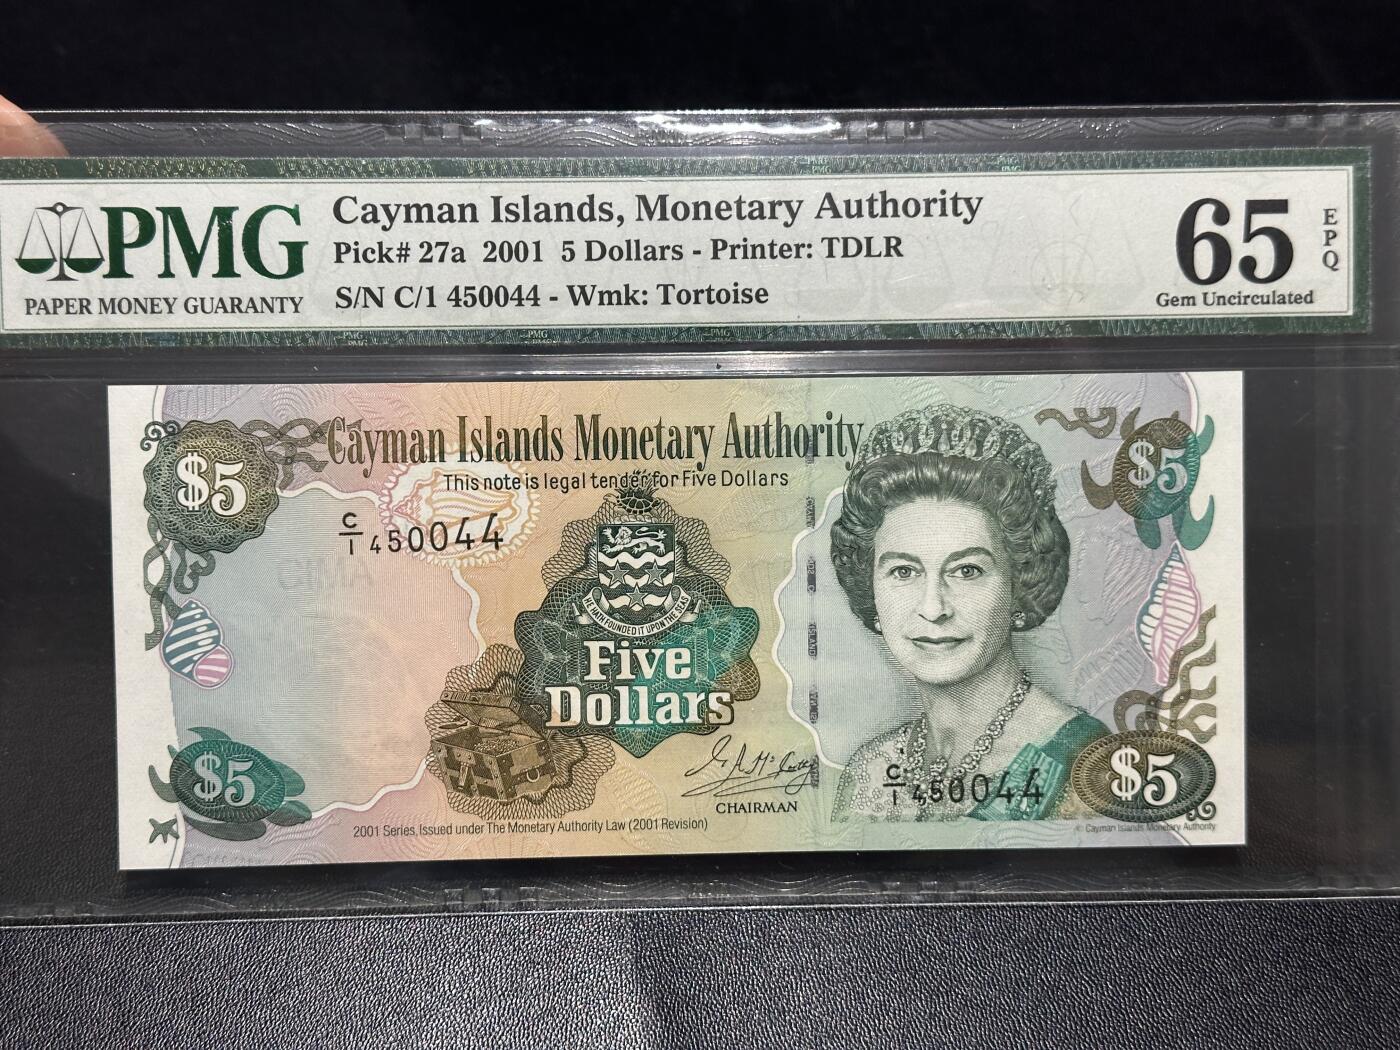 PMG
PAPER MONEY GUARANTY
Cayman Islands, Monetary Authority
Pick# 27a 2001 5 Dollars - Printer: TDLR
S/N C/1 450044 - Wmk: Tortoise
65
EPQ
Gem Uncirculated
Cayman Islands Monetary Authority
This note is legal tender for Five Dollars
$5
$5
C/1 450044
HE HATH FOUNDED IT UPON THE SEAS
Five
Dollars
$5
CHAIRMAN
C/1 450044
$5
2001 Series, Issued under The Monetary Authority Law (2001 Revision)
© Cayman Islands Monetary Authority